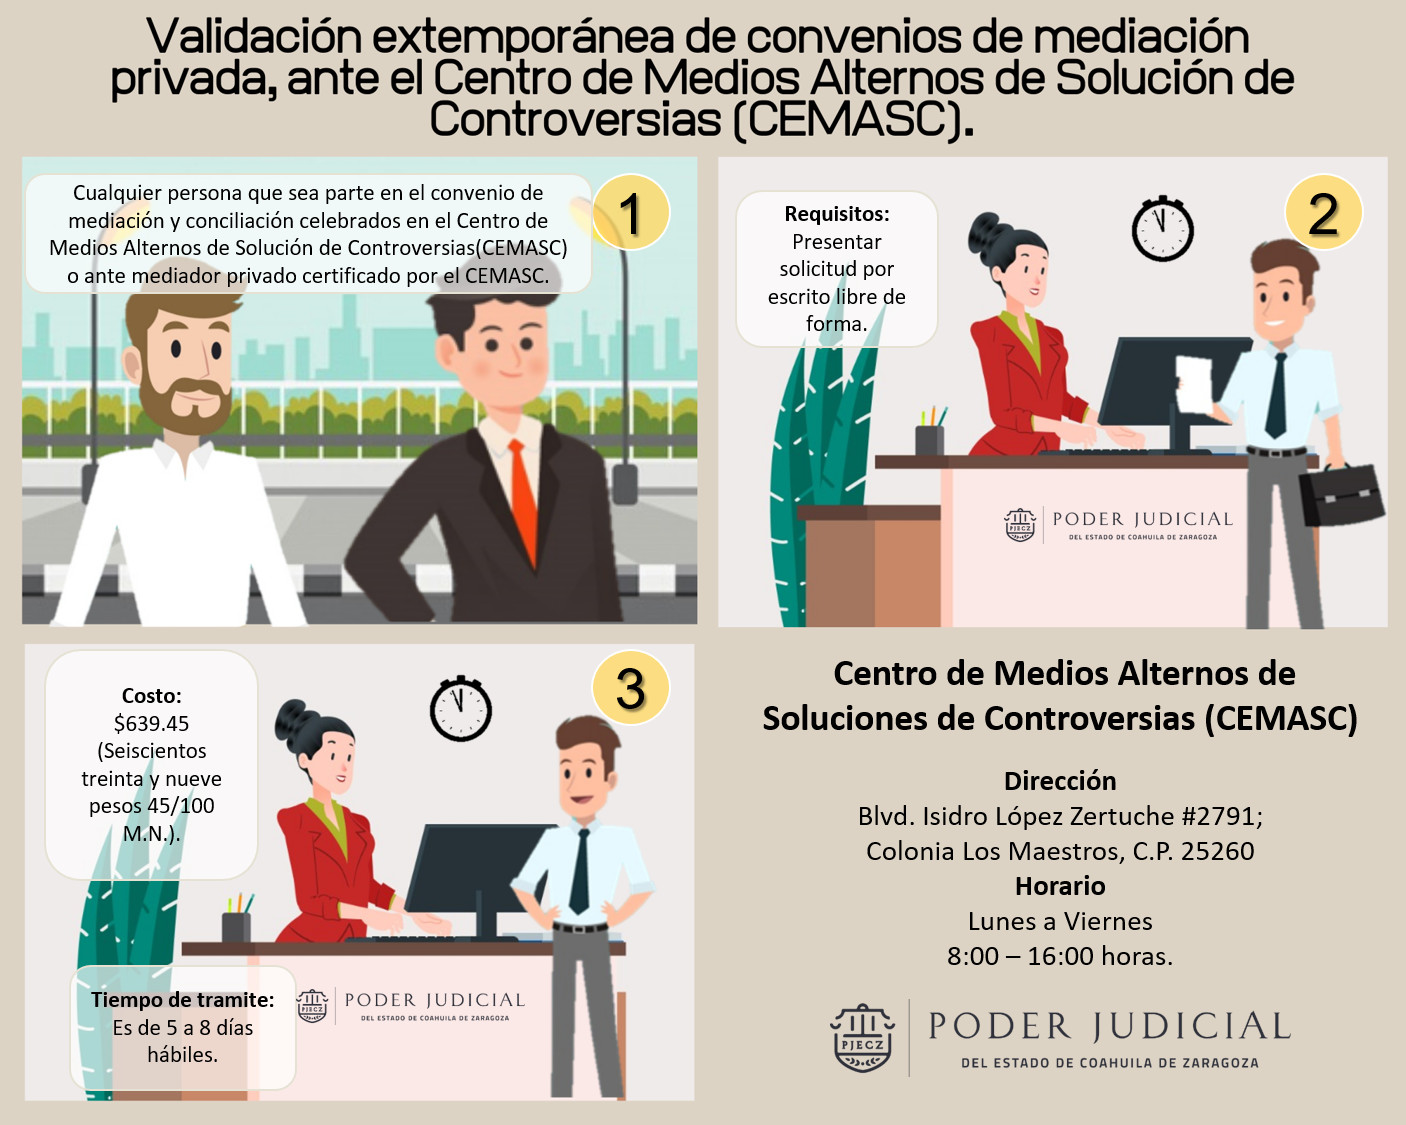 Validación extemporánea de convenios de mediación
privada, ante el Centro de Medios Alternos de Solución de
Controversias (CEMASC).
Cualquier persona que sea parte en el convenio de
mediación y conciliación celebrados en el Centro de
Medios Alternos de Solución de Controversias(CEMASC)
o ante mediador privado certificado por el CEMASC.
1
Requisitos:
Presentar
solicitud por
escrito libre de
forma.
2
PJECZ
PODER JUDICIAL
DEL ESTADO DE COAHUILA DE ZARAGOZA
Costo:
$639.45
(Seiscientos
treinta y nueve
pesos 45/100
M.N.).
3
Tiempo de tramite:
Es de 5 a 8 días
hábiles.
PJECZ
PODER JUDICIAL
DEL ESTADO DE COAHUILA DE ZARAGOZA
Centro de Medios Alternos de
Soluciones de Controversias (CEMASC)
Dirección
Blvd. Isidro López Zertuche #2791;
Colonia Los Maestros, C.P. 25260
Horario
Lunes a Viernes
8:00 – 16:00 horas.
PJECZ
PODER JUDICIAL
DEL ESTADO DE COAHUILA DE ZARAGOZA